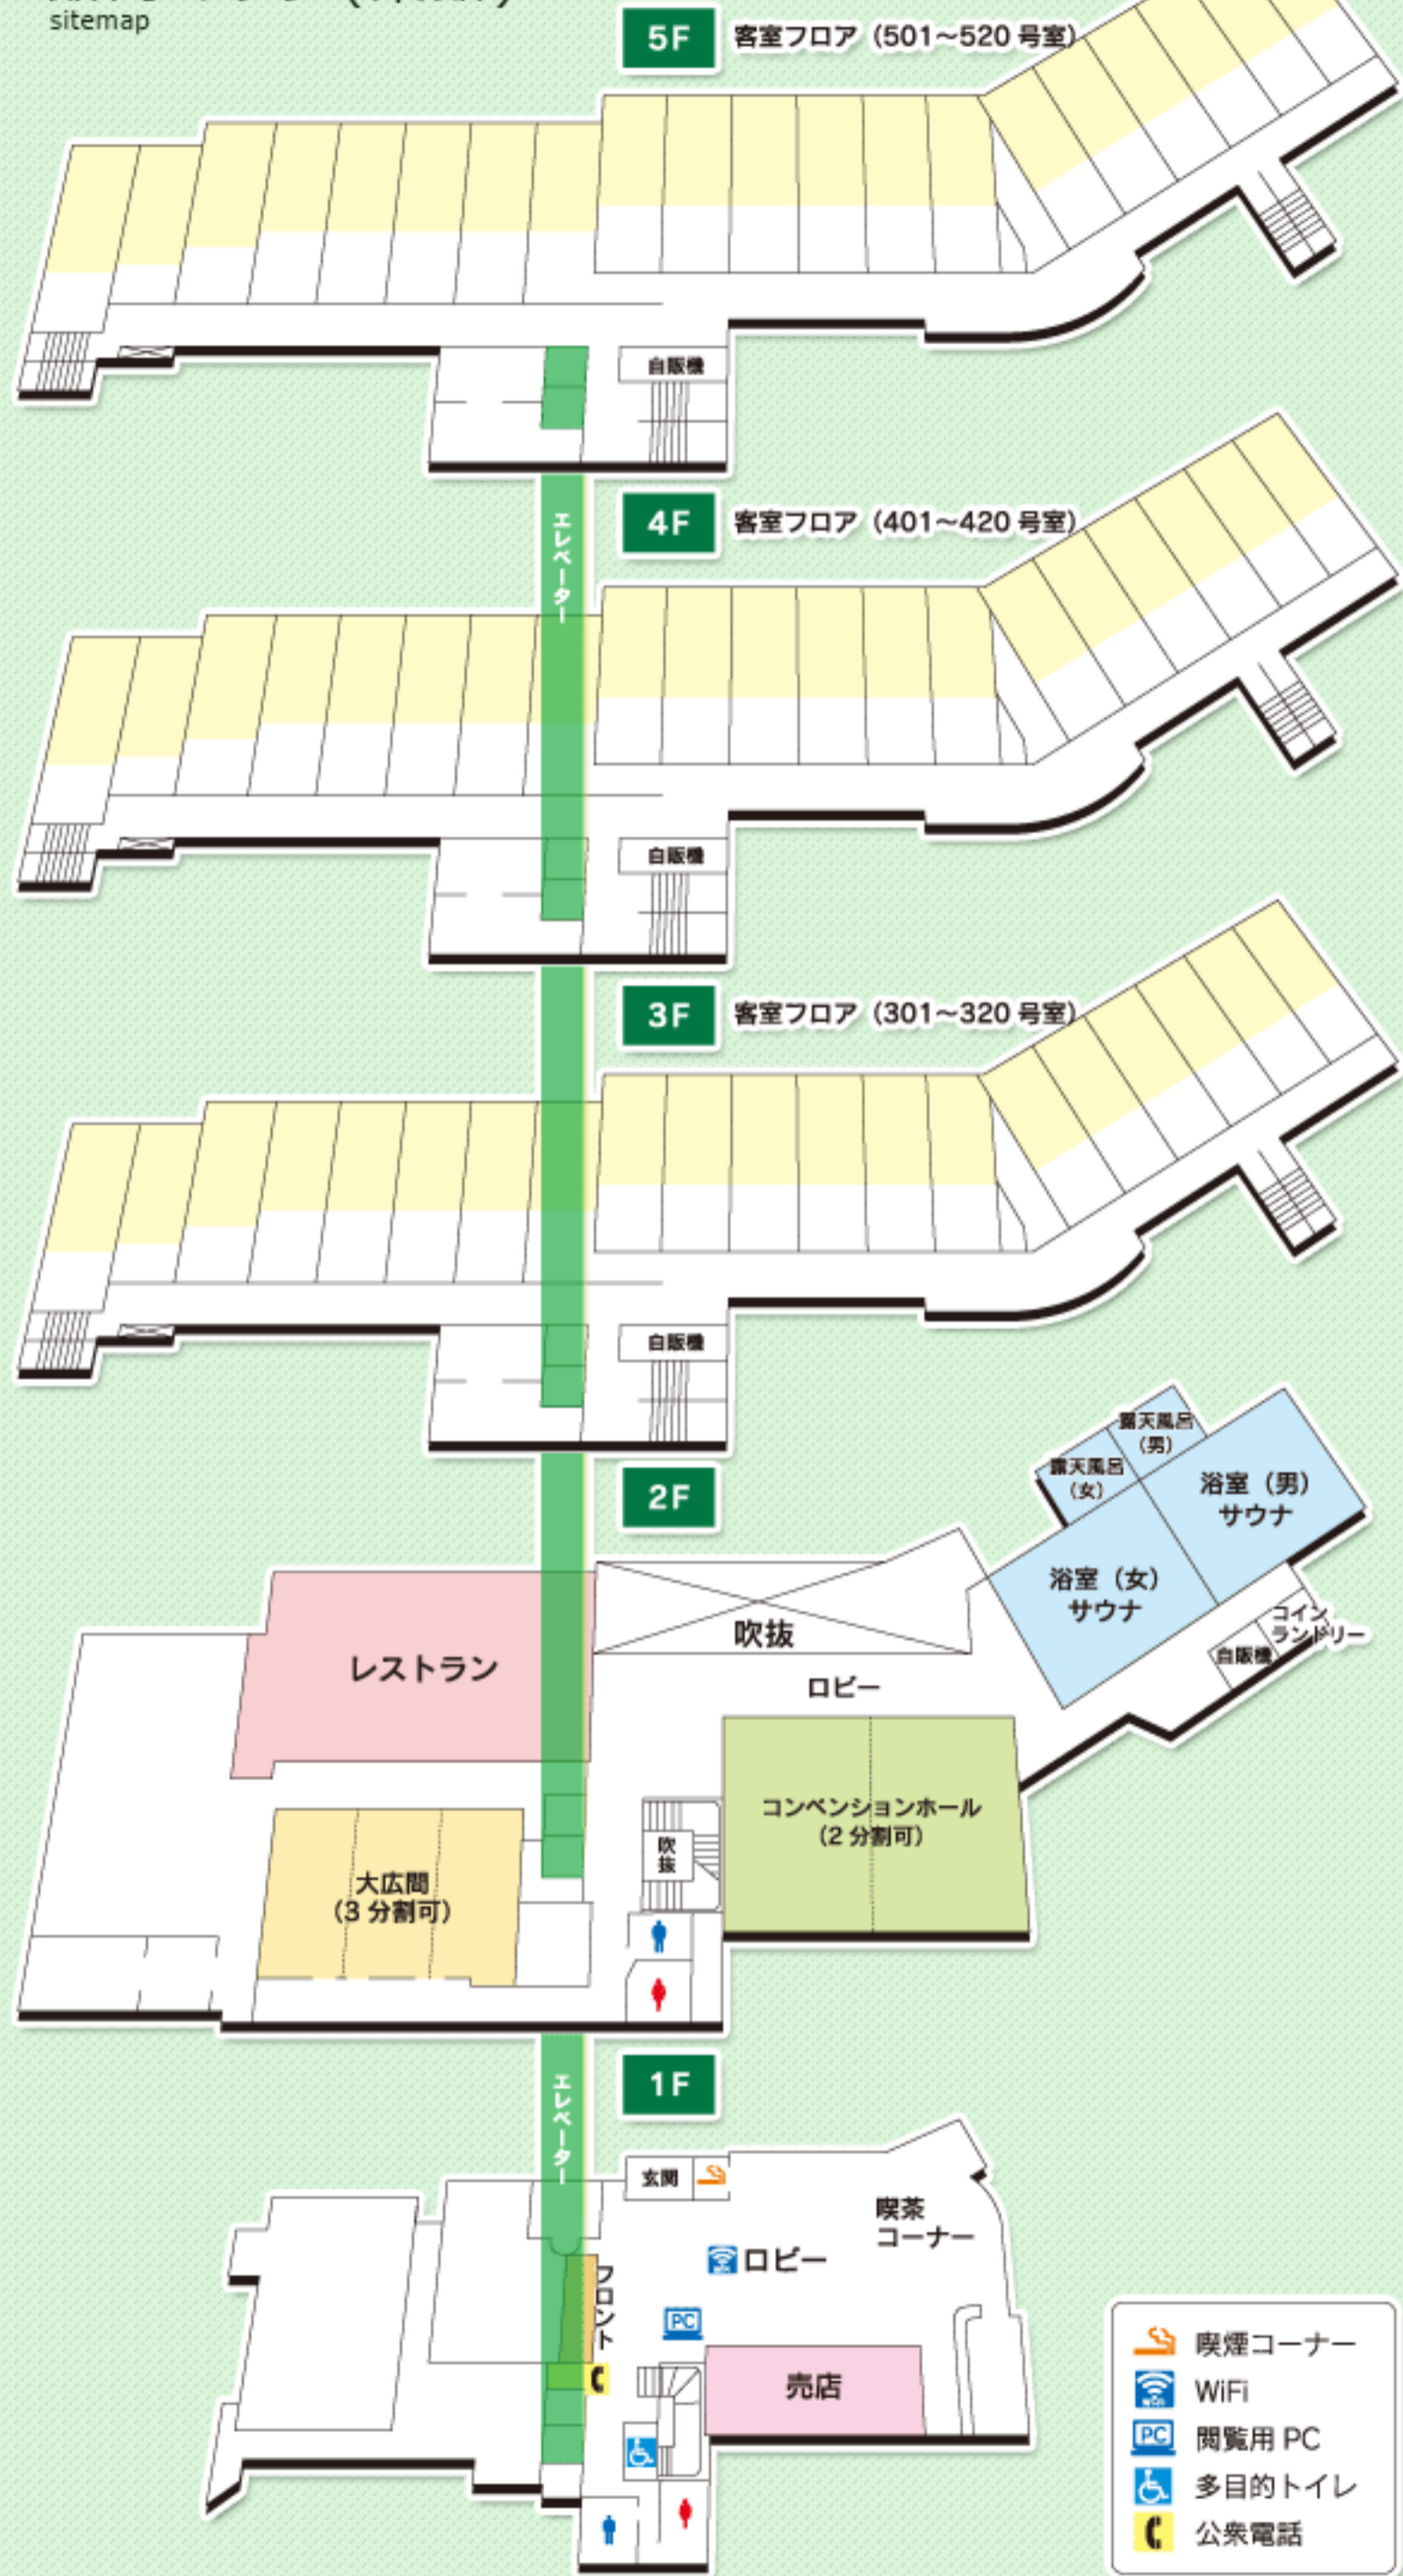 sitemap
5F 客室フロア（501～520 号室）
自販機
エレベーター
4F 客室フロア（401～420 号室）
自販機
3F 客室フロア（301～320 号室）
自販機
2F
露天風呂
（男）
露天風呂
（女）
浴室（男）
サウナ
浴室（女）
サウナ
コイン
ランドリー
自販機
吹抜
ロビー
レストラン
コンベンションホール
（2 分割可）
吹抜
大広間
（3 分割可）
エレベーター
1F
玄関
喫茶
コーナー
WiFi ロビー
フロント
PC
売店
喫煙コーナー
WiFi WiFi
PC 閲覧用 PC
多目的トイレ
公衆電話